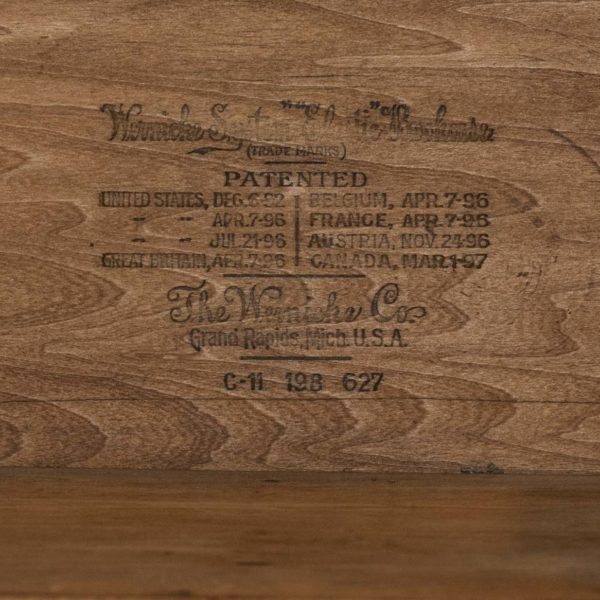 Wernicke System" "Elastic" Bookcase
(TRADE MARKS)
PATENTED
UNITED STATES, DEC. 6-92 | BELGIUM, APR. 7-96
" " APR. 7-96 | FRANCE, APR. 7-96
" " JUL. 21-96 | AUSTRIA, NOV. 24-96
GREAT BRITAIN, APR. 7-96 | CANADA, MAR. 1-97
The Wernicke Co.
Grand Rapids, Mich. U.S.A.
C-11 198 627